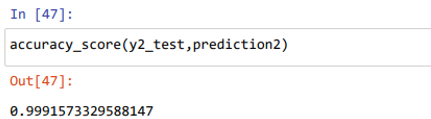 In [47]:
accuracy_score(y2_test,prediction2)
Out[47]:
0.9991573329588147